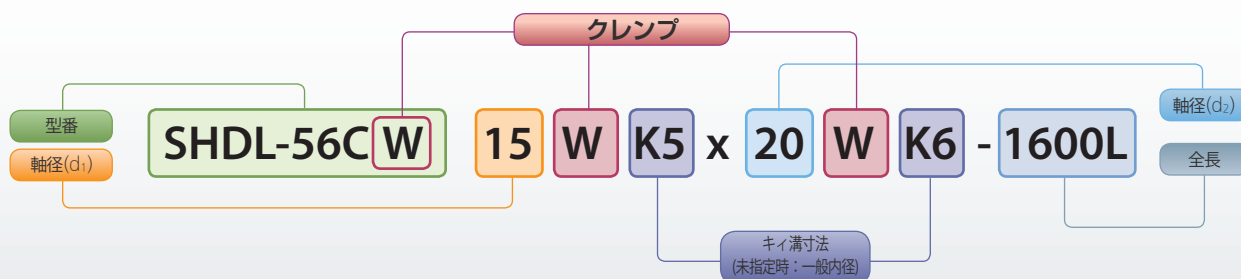 クレンプ
型番
軸径(d₁)
SHDL-56C W 15 W K5 x 20 W K6 - 1600L
軸径(d₂)
全長
キィ溝寸法
(未指定時：一般内径)